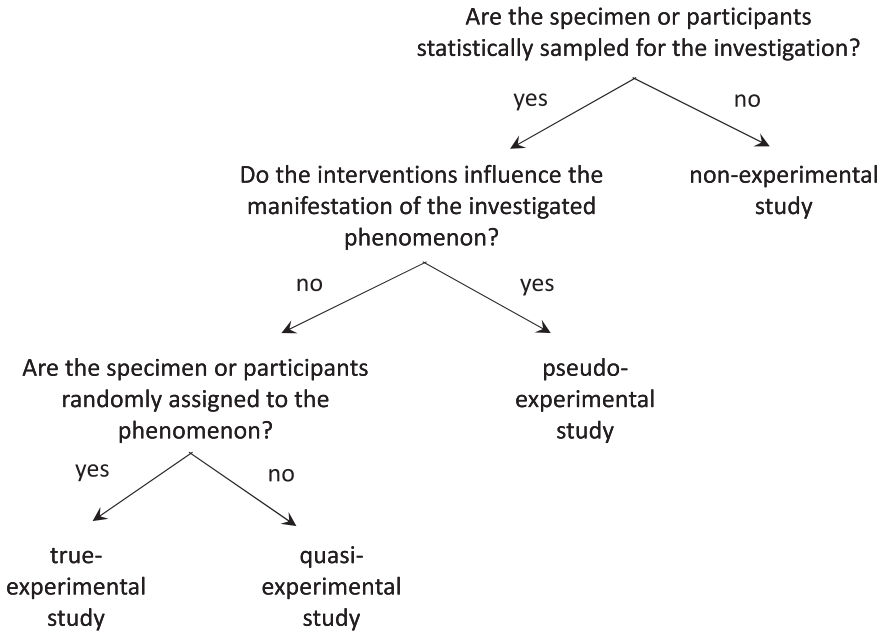 Are the specimen or participants
statistically sampled for the investigation?
yes
no
Do the interventions influence the
manifestation of the investigated
phenomenon?
non-experimental
study
no
yes
Are the specimen or participants
randomly assigned to the
phenomenon?
pseudo-
experimental
study
yes
no
true-
experimental
study
quasi-
experimental
study